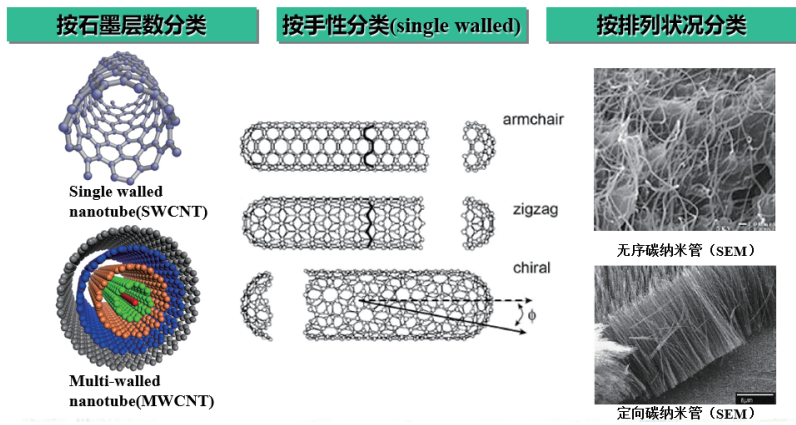 按石墨层数分类
按手性分类(single walled)
按排列状况分类
Single walled
nanotube(SWCNT)
Multi-walled
nanotube(MWCNT)
armchair
zigzag
chiral
ϕ
无序碳纳米管（SEM）
5μm
定向碳纳米管（SEM）